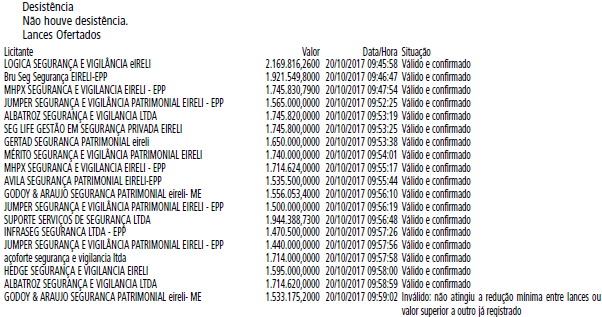 Desistência
Não houve desistência.
Lances Ofertados
Licitante Valor Data/Hora Situação
LOGICA SEGURANÇA E VIGILÂNCIA eIRELI 2.169.816,2600 20/10/2017 09:45:58 Válido e confirmado
Bru Seg Segurança EIRELI-EPP 1.921.549,8000 20/10/2017 09:46:47 Válido e confirmado
MHPX SEGURANCA E VIGILANCIA EIRELI - EPP 1.745.830,7900 20/10/2017 09:47:54 Válido e confirmado
JUMPER SEGURANÇA E VIGILÂNCIA PATRIMONIAL EIRELI - EPP 1.565.000,0000 20/10/2017 09:52:25 Válido e confirmado
ALBATROZ SEGURANÇA E VIGILANCIA LTDA 1.745.820,0000 20/10/2017 09:53:19 Válido e confirmado
SEG LIFE GESTÃO EM SEGURANÇA PRIVADA EIRELI 1.745.800,0000 20/10/2017 09:53:25 Válido e confirmado
GERTAD SEGURANCA PATRIMONIAL eireli 1.650.000,0000 20/10/2017 09:53:38 Válido e confirmado
MÉRITO SEGURANÇA E VIGILÂNCIA PATRIMONIAL EIRELI 1.740.000,0000 20/10/2017 09:54:01 Válido e confirmado
MHPX SEGURANCA E VIGILANCIA EIRELI - EPP 1.714.624,0000 20/10/2017 09:55:17 Válido e confirmado
AVILA SEGURANÇA PATRIMONIAL EIRELI-EPP 1.535.500,0000 20/10/2017 09:55:44 Válido e confirmado
GODOY & ARAUJO SEGURANCA PATRIMONIAL eireli- ME 1.556.053,4000 20/10/2017 09:56:10 Válido e confirmado
JUMPER SEGURANÇA E VIGILÂNCIA PATRIMONIAL EIRELI - EPP 1.500.000,0000 20/10/2017 09:56:19 Válido e confirmado
SUPORTE SERVIÇOS DE SEGURANÇA LTDA 1.944.388,7300 20/10/2017 09:56:48 Válido e confirmado
INFRASEG SEGURANCA LTDA - EPP 1.470.500,0000 20/10/2017 09:57:26 Válido e confirmado
JUMPER SEGURANÇA E VIGILÂNCIA PATRIMONIAL EIRELI - EPP 1.440.000,0000 20/10/2017 09:57:56 Válido e confirmado
açoforte segurança e vigilancia ltda 1.714.000,0000 20/10/2017 09:57:58 Válido e confirmado
HEDGE SEGURANÇA E VIGILANCIA EIRELI 1.595.000,0000 20/10/2017 09:58:00 Válido e confirmado
ALBATROZ SEGURANÇA E VIGILANCIA LTDA 1.714.620,0000 20/10/2017 09:58:59 Válido e confirmado
GODOY & ARAUJO SEGURANCA PATRIMONIAL eireli- ME 1.533.175,2000 20/10/2017 09:59:02 Inválido: não atingiu a redução mínima entre lances ou
valor superior a outro já registrado